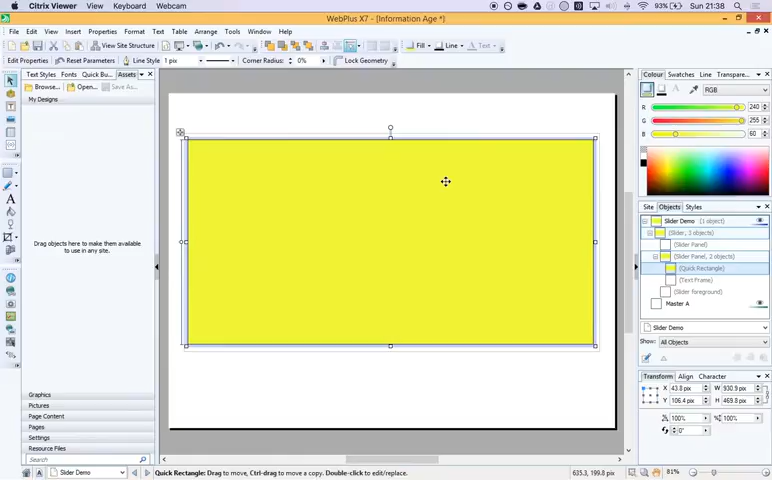 Citrix Viewer View Keyboard Webcam 93% Sun 21:38
WebPlus X7 - [Information Age *]
File Edit View Insert Properties Format Text Table Arrange Tools Window Help
View Site Structure Fill Line Text
Edit Properties Reset Parameters Line Style 1 pix Corner Radius: 0% Lock Geometry
Text Styles Fonts Quick Bu... Assets
Browse... Open... Save As...
My Designs
Drag objects here to make them available
to use in any site.
Graphics
Pictures
Page Content
Pages
Settings
Resource Files
Search
Colour Swatches Line Transpare...
RGB
R 240
G 255
B 60
Site Objects Styles
Slider Demo (1 object)
(Slider, 3 objects)
(Slider Panel)
(Slider Panel, 2 objects)
(Quick Rectangle)
(Text Frame)
(Slider foreground)
Master A
Slider Demo
Show: All Objects
Transform Align Character
X 43.8 pix W 930.9 pix
Y 106.4 pix H 469.8 pix
100% 100%
0°
A Slider Demo Quick Rectangle: Drag to move, Ctrl-drag to move a copy. Double-click to edit/replace. 635.3, 199.8 pix 81%